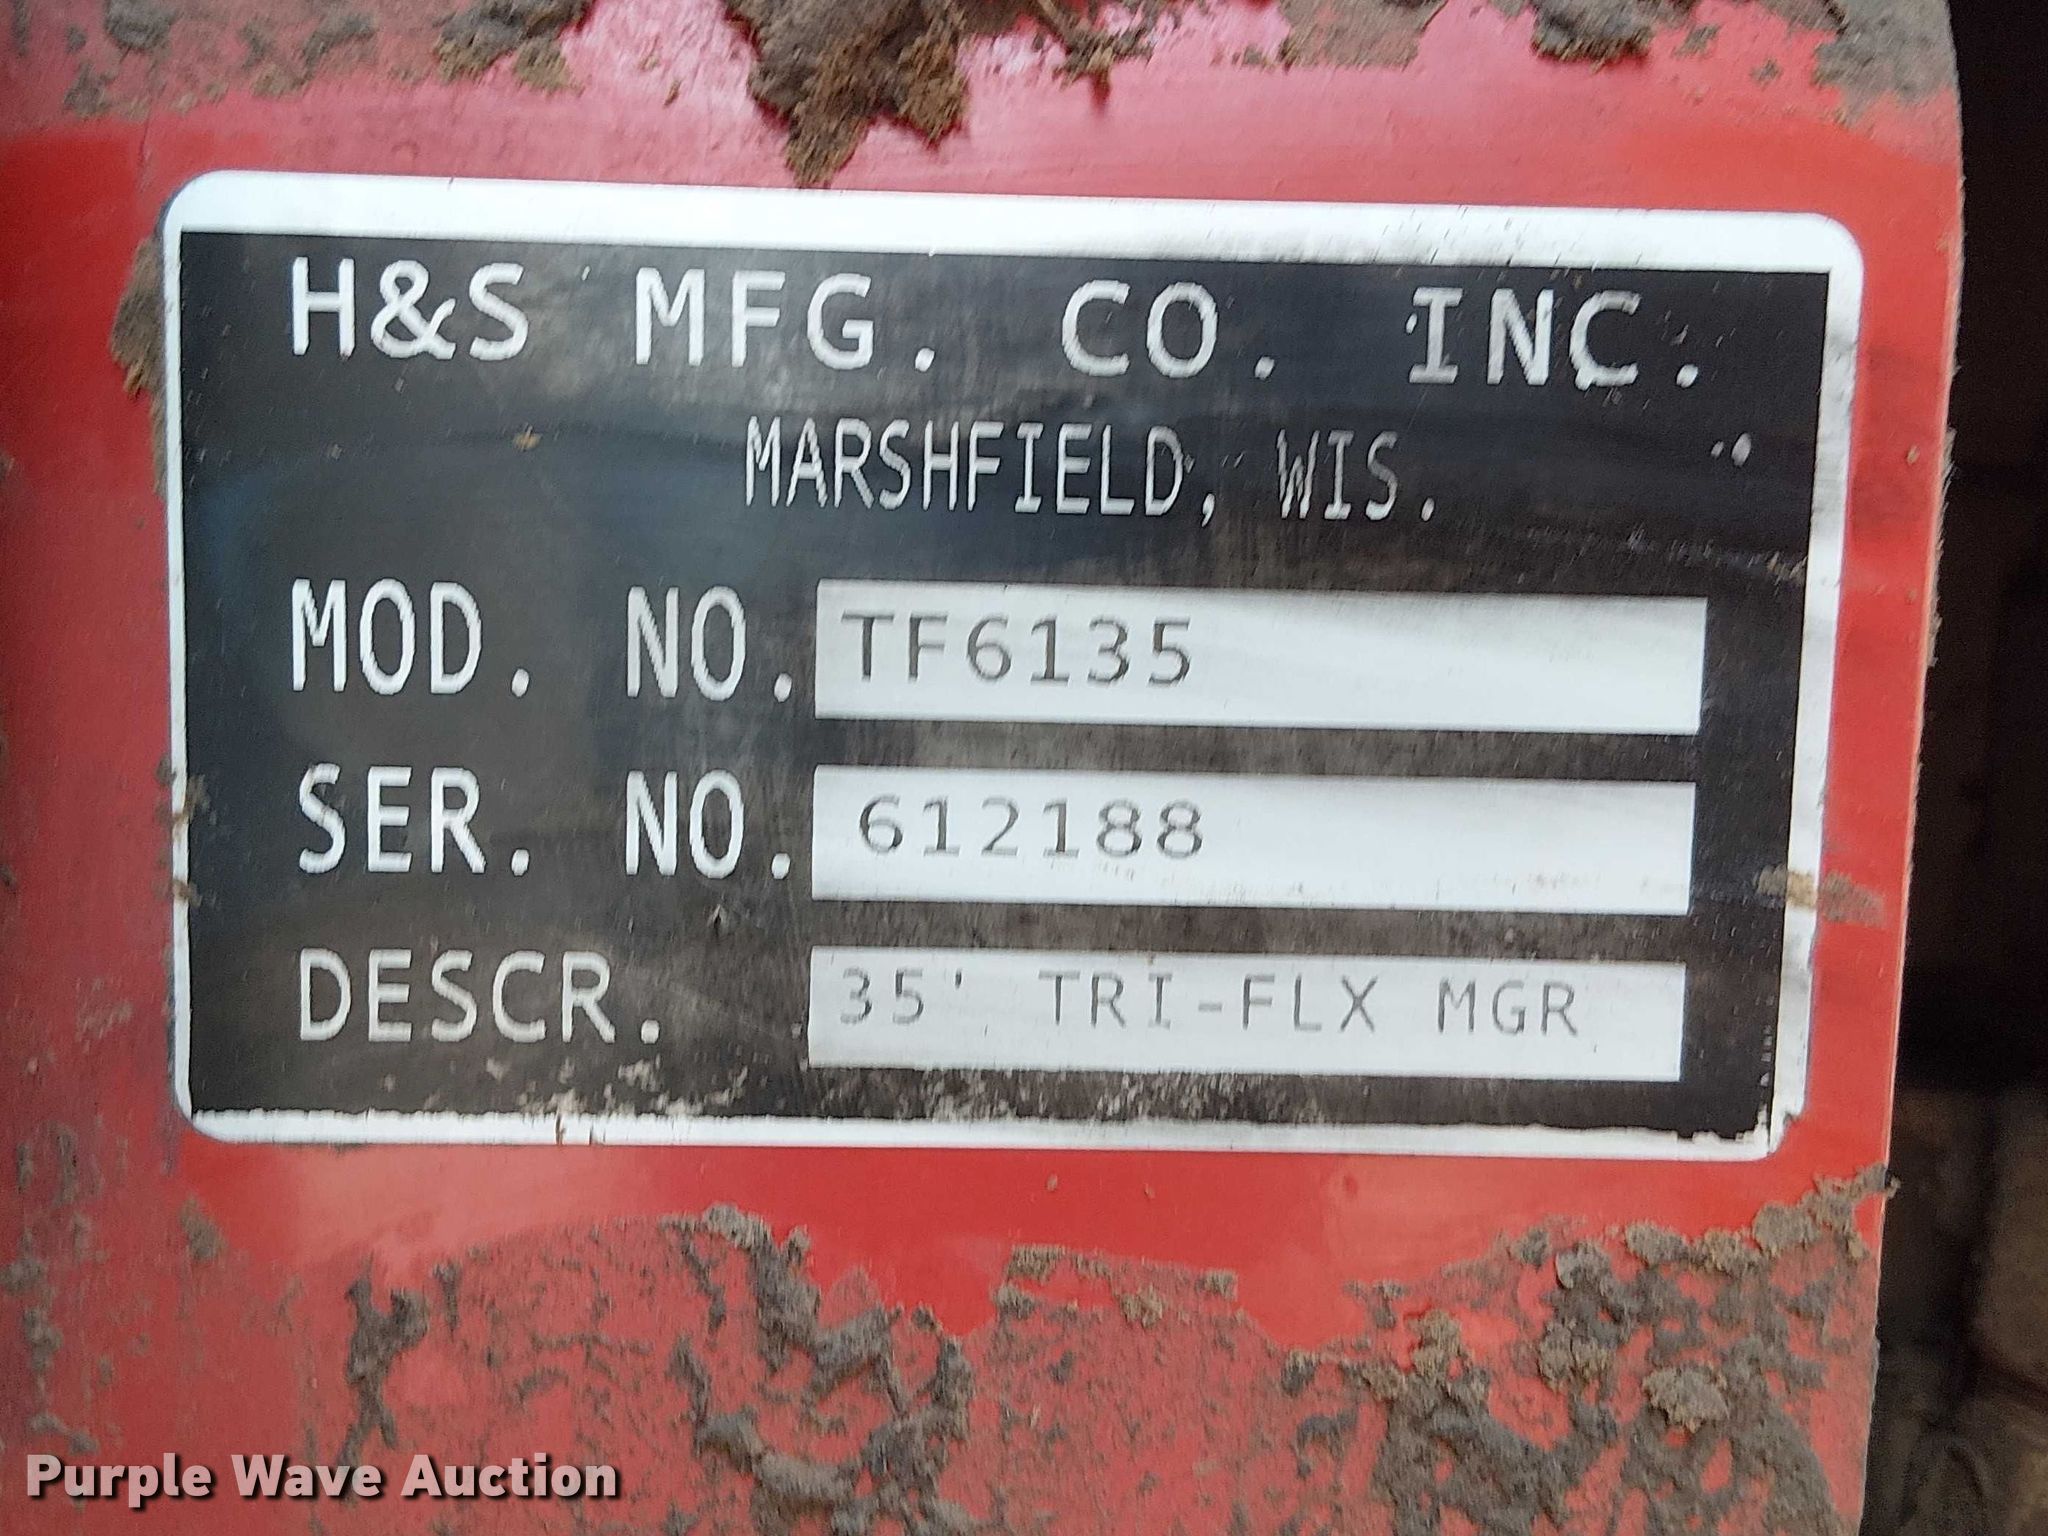 H&S MFG. CO. INC.
MARSHFIELD, WIS.
MOD. NO. TF6135
SER. NO. 612188
DESCR. 35' TRI-FLX MGR
Purple Wave Auction